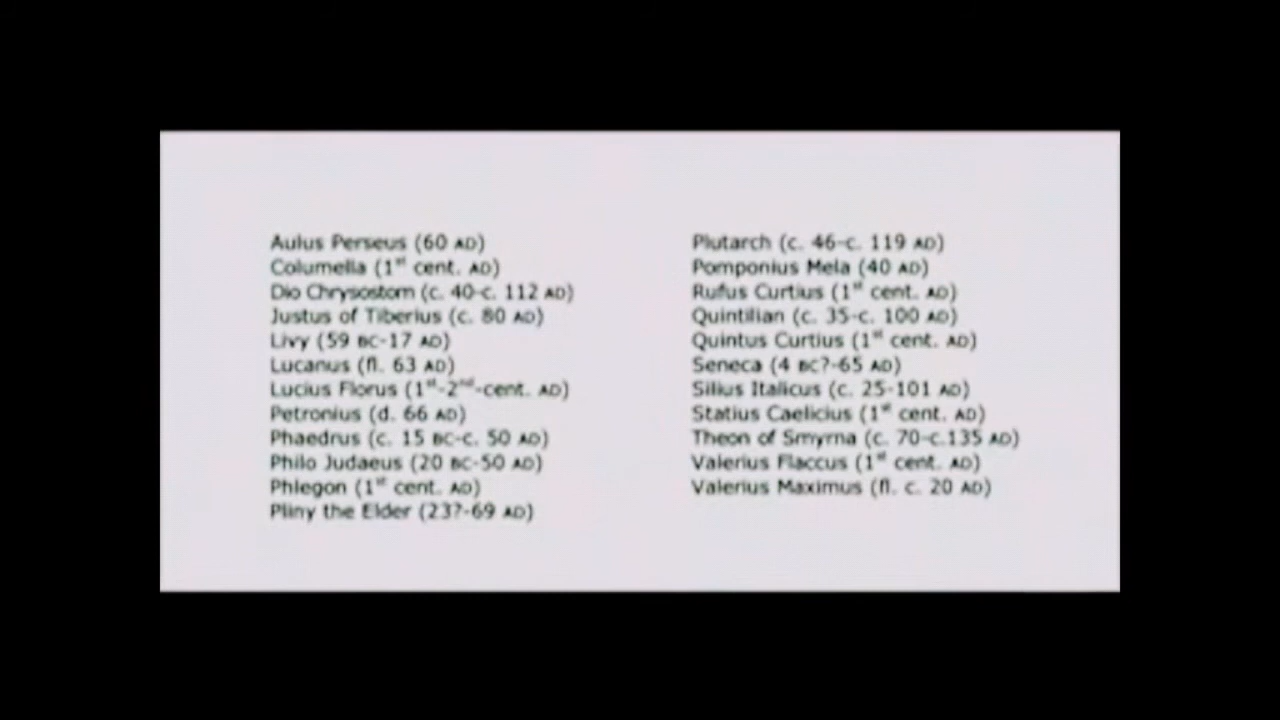 Aulus Perseus (60 AD)
Columella (1st cent. AD)
Dio Chrysostom (c. 40-c. 112 AD)
Justus of Tiberius (c. 80 AD)
Livy (59 BC-17 AD)
Lucanus (fl. 63 AD)
Lucius Florus (1st-2nd-cent. AD)
Petronius (d. 66 AD)
Phaedrus (c. 15 BC-c. 50 AD)
Philo Judaeus (20 BC-50 AD)
Phlegon (1st cent. AD)
Pliny the Elder (23?-69 AD)
Plutarch (c. 46-c. 119 AD)
Pomponius Mela (40 AD)
Rufus Curtius (1st cent. AD)
Quintilian (c. 35-c. 100 AD)
Quintus Curtius (1st cent. AD)
Seneca (4 BC?-65 AD)
Silius Italicus (c. 25-101 AD)
Statius Caelicius (1st cent. AD)
Theon of Smyrna (c. 70-c.135 AD)
Valerius Flaccus (1st cent. AD)
Valerius Maximus (fl. c. 20 AD)